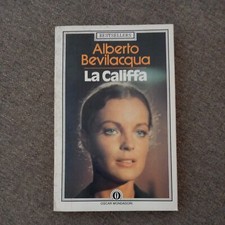 BESTSELLERS
Alberto
Bevilacqua
La Califfa
OSCAR MONDADORI